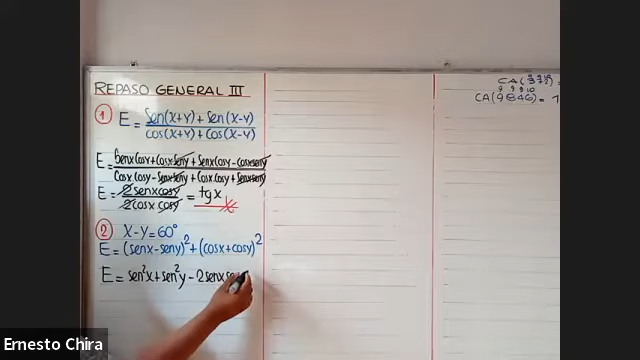 REPASO GENERAL III
1 E = Sen(x+y) + Sen(x-y) / cos(x+y) + Cos(x-y)
E = Senx Cosy + Cosx Seny + Senx Cosy - Cosx Seny / Cosx Cosy - Senx Seny + Cosx Cosy + Senx Seny
E = 2 senx cosy / 2 cosx cosy = tg x
2 x-y = 60°
E = (senx - seny)² + (cosx + cosy)²
E = sen²x + sen²y - 2 senx
CA(
CA(9846) = 1
Ernesto Chira